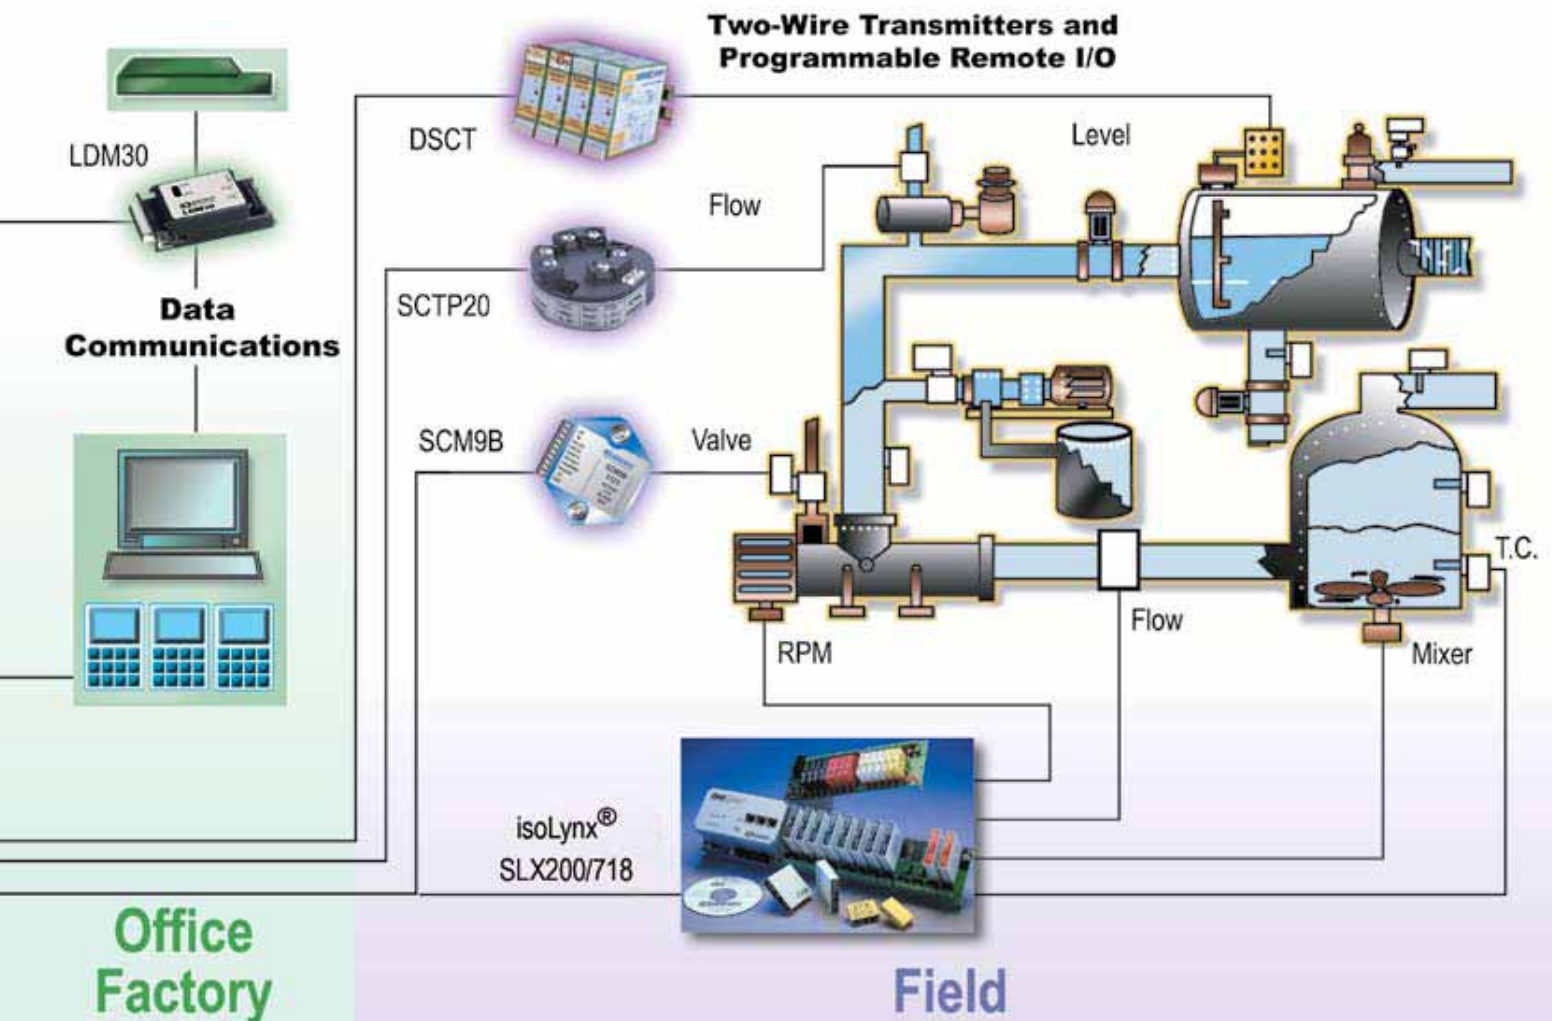 Two-Wire Transmitters and
Programmable Remote I/O
DSCT
Level
LDM30
Flow
Data
Communications
SCTP20
SCM9B
Valve
T.C.
Flow
RPM
Mixer
isoLynx®
SLX200/718
Office
Factory
Field